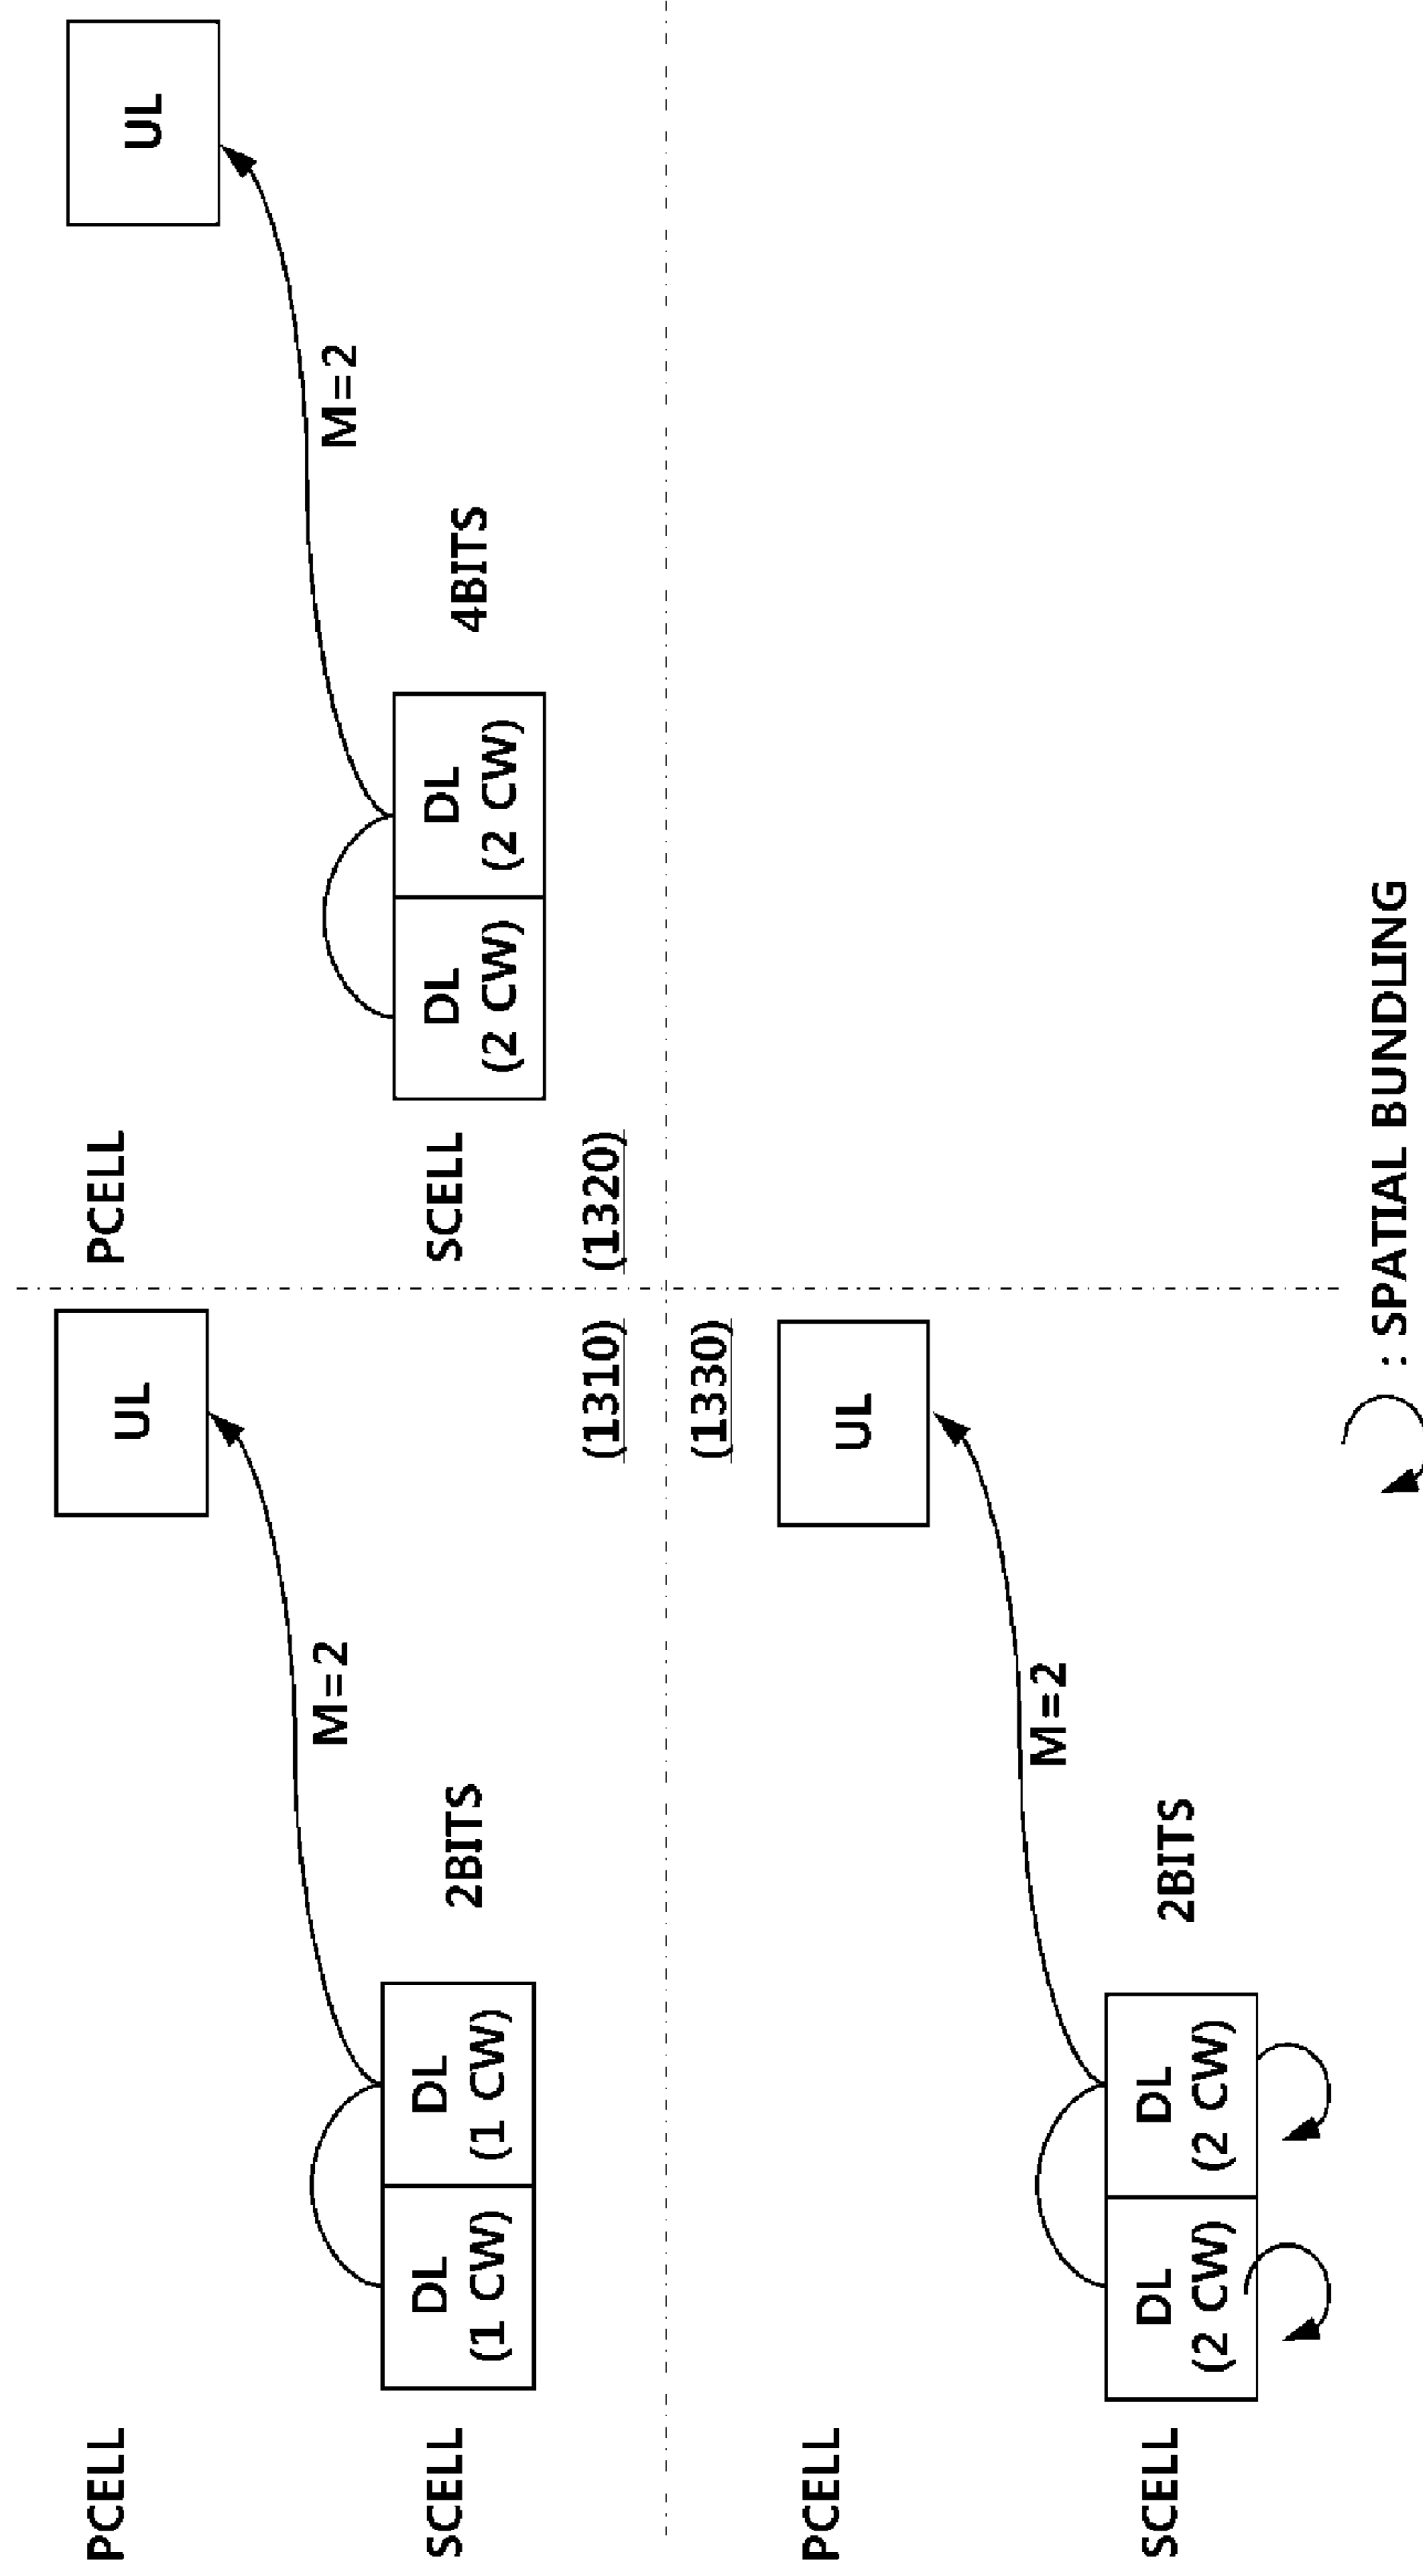 PCELL
UL
M=2
2BITS
SCELL
DL
(1 CW)
DL
(1 CW)
(1310)
PCELL
UL
M=2
4BITS
SCELL
DL
(2 CW)
DL
(2 CW)
(1320)
(1330)
PCELL
UL
M=2
2BITS
SCELL
DL
(2 CW)
DL
(2 CW)
: SPATIAL BUNDLING